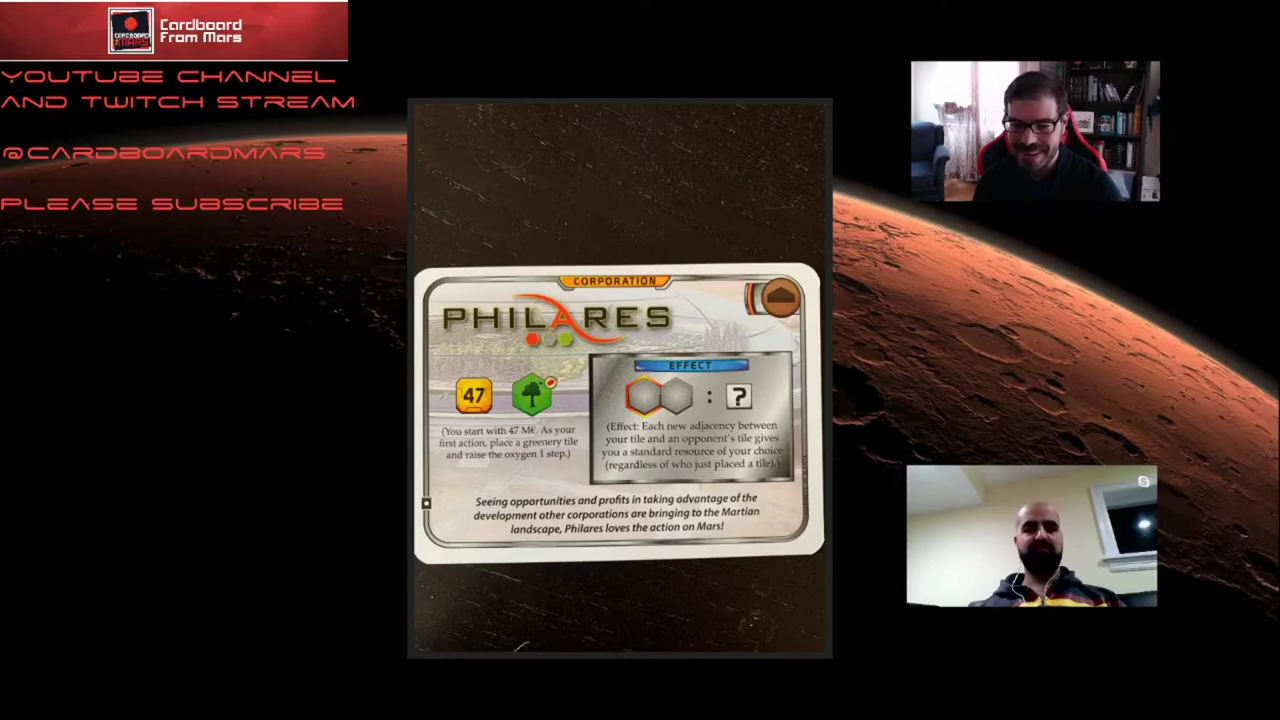 Cardboard
From Mars
CARDBOARD
MARS
YOUTUBE CHANNEL
AND TWITCH STREAM
@CARDBOARDMARS
PLEASE SUBSCRIBE
CORPORATION
PHILARES
EFFECT
47
: ?
(You start with 47 M€. As your
first action, place a greenery tile
and raise the oxygen 1 step.)
(Effect: Each new adjacency between
your tile and an opponent's tile gives
you a standard resource of your choice
(regardless of who just placed a tile).)
Seeing opportunities and profits in taking advantage of the
development other corporations are bringing to the Martian
landscape, Philares loves the action on Mars!
S